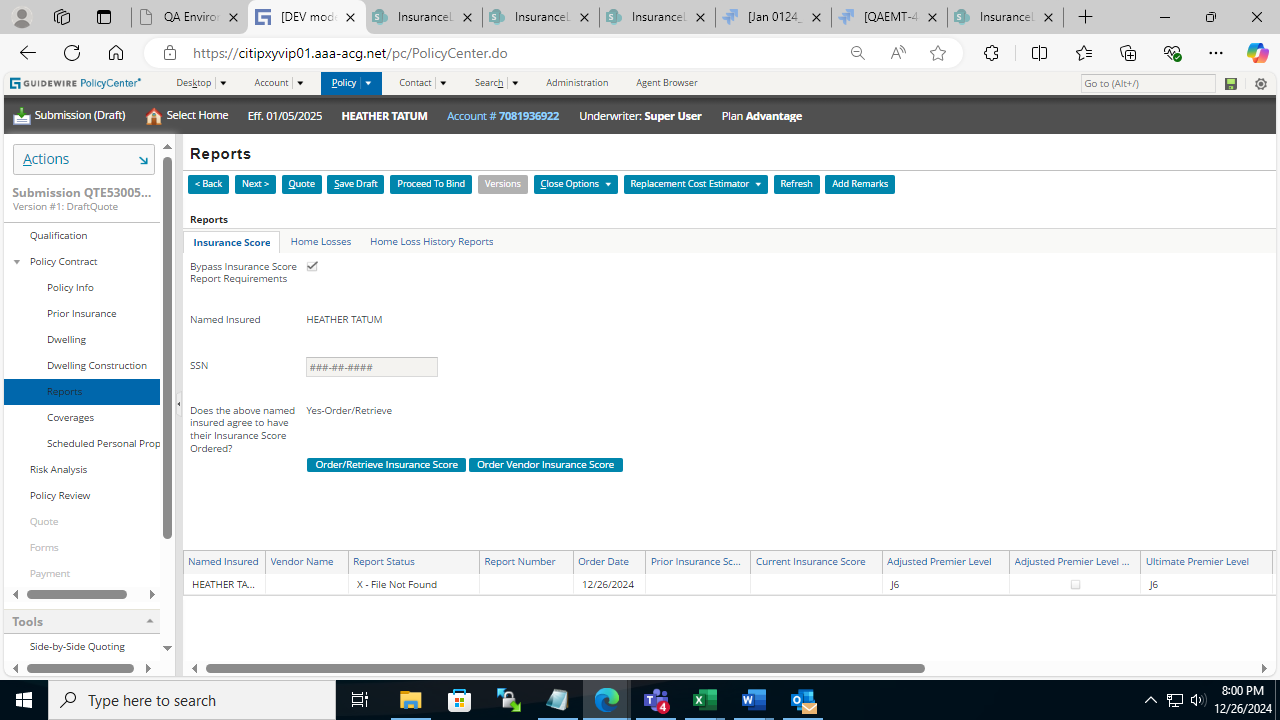 QA Environ
[DEV mode
InsuranceL
InsuranceL
InsuranceL
[Jan 0124_
[QAEMT-4
InsuranceL
https://citipxyvip01.aaa-acg.net/pc/PolicyCenter.do
GUIDEWIRE PolicyCenter
Desktop
Account
Policy
Contact
Search
Administration
Agent Browser
Go to (Alt+/)
Submission (Draft)
Select Home
Eff. 01/05/2025
HEATHER TATUM
Account # 7081936922
Underwriter: Super User
Plan Advantage
Actions
Submission QTE53005...
Version #1: DraftQuote
Qualification
Policy Contract
Policy Info
Prior Insurance
Dwelling
Dwelling Construction
Reports
Coverages
Scheduled Personal Prop
Risk Analysis
Policy Review
Quote
Forms
Payment
Tools
Side-by-Side Quoting
Reports
< Back
Next >
Quote
Save Draft
Proceed To Bind
Versions
Close Options
Replacement Cost Estimator
Refresh
Add Remarks
Reports
Insurance Score
Home Losses
Home Loss History Reports
Bypass Insurance Score
Report Requirements
Named Insured
HEATHER TATUM
SSN
###-##-####
Does the above named
insured agree to have
their Insurance Score
Ordered?
Yes-Order/Retrieve
Order/Retrieve Insurance Score
Order Vendor Insurance Score
Named Insured
Vendor Name
Report Status
Report Number
Order Date
Prior Insurance Sc...
Current Insurance Score
Adjusted Premier Level
Adjusted Premier Level ...
Ultimate Premier Level
HEATHER TA...
X - File Not Found
12/26/2024
J6
J6
Type here to search
4
8:00 PM
12/26/2024